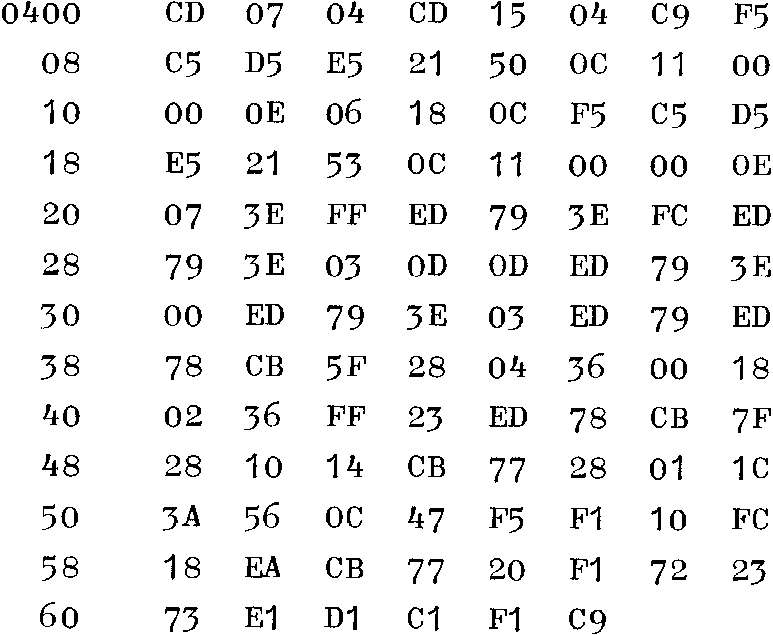 0400 CD 07 04 CD 15 04 C9 F5
08 C5 D5 E5 21 50 0C 11 00
10 00 0E 06 18 0C F5 C5 D5
18 E5 21 53 0C 11 00 00 0E
20 07 3E FF ED 79 3E FC ED
28 79 3E 03 0D 0D ED 79 3E
30 00 ED 79 3E 03 ED 79 ED
38 78 CB 5F 28 04 36 00 18
40 02 36 FF 23 ED 78 CB 7F
48 28 10 14 CB 77 28 01 1C
50 3A 56 0C 47 F5 F1 10 FC
58 18 EA CB 77 20 F1 72 23
60 73 E1 D1 C1 F1 C9